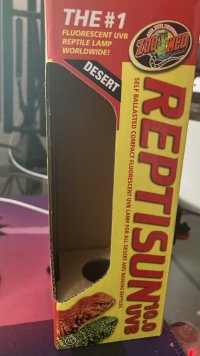 THE #1
FLUORESCENT UVB
REPTILE LAMP
WORLDWIDE!
ZOO MED
DESERT
REPTISUN 10.0 UVB
SELF BALLASTED COMPACT FLUORESCENT UVB LAMP FOR ALL DESERT AND BASKING REPTILES